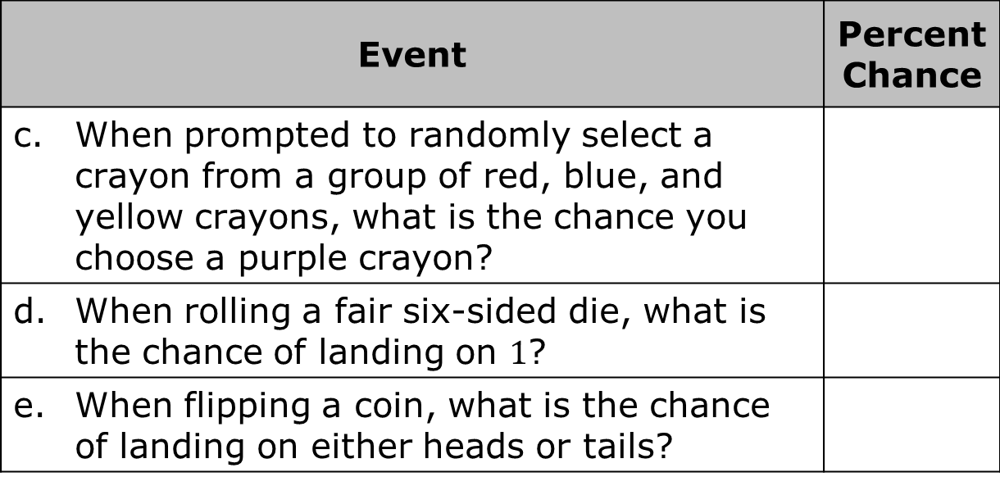 Event
Percent
Chance
c. When prompted to randomly select a
crayon from a group of red, blue, and
yellow crayons, what is the chance you
choose a purple crayon?
d. When rolling a fair six-sided die, what is
the chance of landing on 1?
e. When flipping a coin, what is the chance
of landing on either heads or tails?